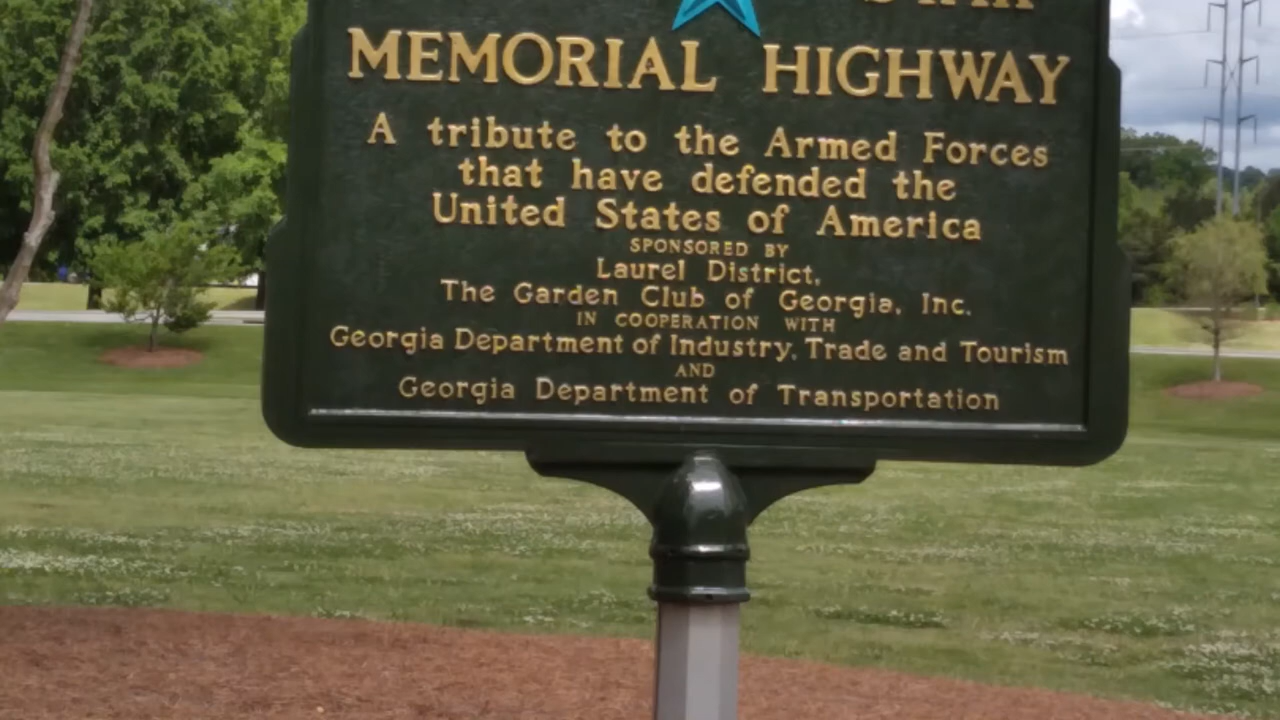 MEMORIAL HIGHWAY
A tribute to the Armed Forces
that have defended the
United States of America
SPONSORED BY
Laurel District,
The Garden Club of Georgia, Inc.
IN COOPERATION WITH
Georgia Department of Industry, Trade and Tourism
AND
Georgia Department of Transportation